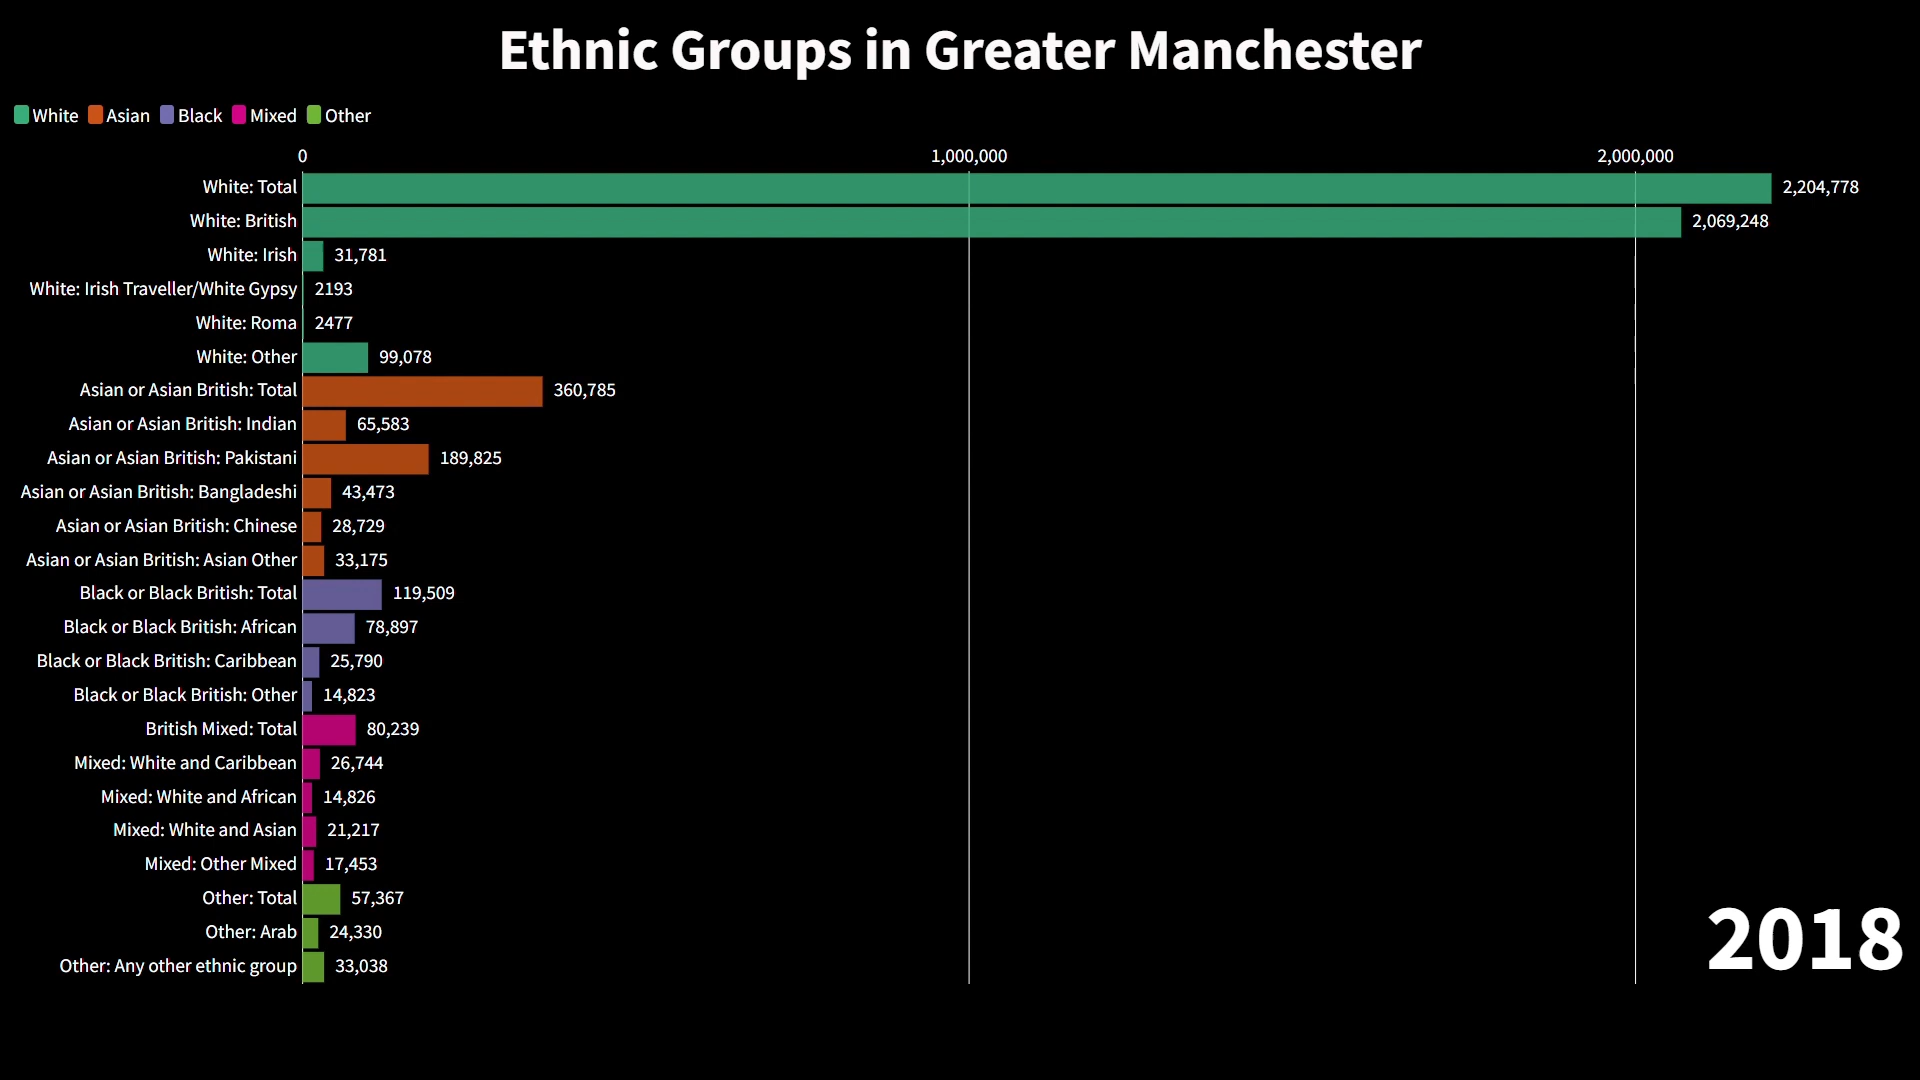 Ethnic Groups in Greater Manchester
White Asian Black Mixed Other
0 1,000,000 2,000,000
White: Total 2,204,778
White: British 2,069,248
White: Irish 31,781
White: Irish Traveller/White Gypsy 2193
White: Roma 2477
White: Other 99,078
Asian or Asian British: Total 360,785
Asian or Asian British: Indian 65,583
Asian or Asian British: Pakistani 189,825
Asian or Asian British: Bangladeshi 43,473
Asian or Asian British: Chinese 28,729
Asian or Asian British: Asian Other 33,175
Black or Black British: Total 119,509
Black or Black British: African 78,897
Black or Black British: Caribbean 25,790
Black or Black British: Other 14,823
British Mixed: Total 80,239
Mixed: White and Caribbean 26,744
Mixed: White and African 14,826
Mixed: White and Asian 21,217
Mixed: Other Mixed 17,453
Other: Total 57,367
Other: Arab 24,330
Other: Any other ethnic group 33,038
2018